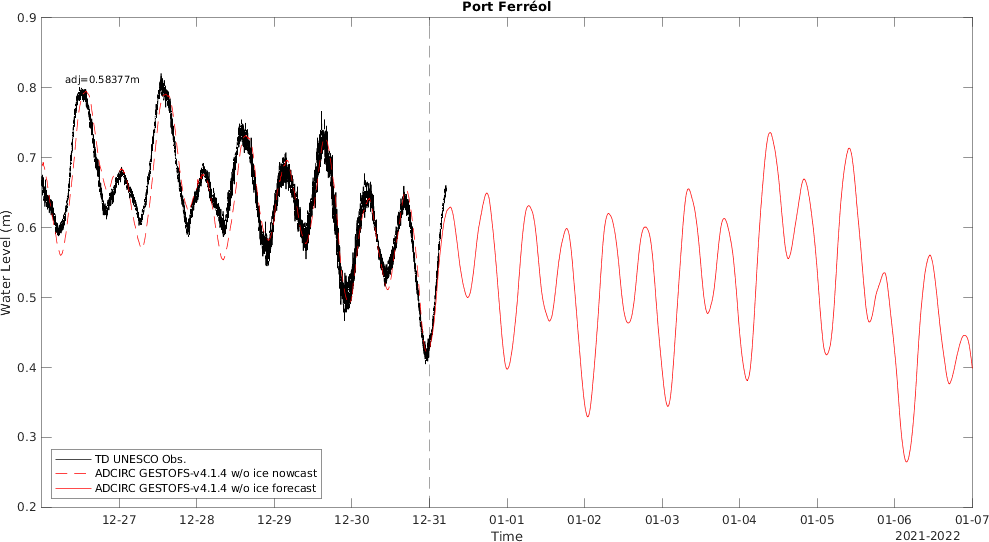 Port Ferréol
0.9
0.8
0.7
0.6
0.5
0.4
0.3
0.2
Water Level (m)
adj=0.58377m
TD UNESCO Obs.
ADCIRC GESTOFS-v4.1.4 w/o ice nowcast
ADCIRC GESTOFS-v4.1.4 w/o ice forecast
12-27 12-28 12-29 12-30 12-31 01-01 01-02 01-03 01-04 01-05 01-06 01-07
Time
2021-2022